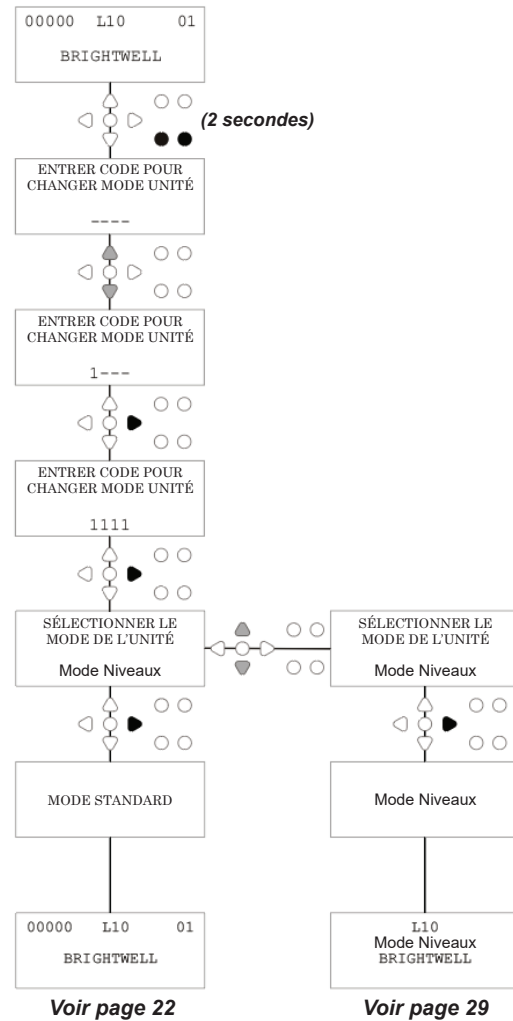 00000 L10 01
BRIGHTWELL
(2 secondes)
ENTRER CODE POUR
CHANGER MODE UNITÉ
----
ENTRER CODE POUR
CHANGER MODE UNITÉ
1---
ENTRER CODE POUR
CHANGER MODE UNITÉ
1111
SÉLECTIONNER LE
MODE DE L'UNITÉ
Mode Niveaux
SÉLECTIONNER LE
MODE DE L'UNITÉ
Mode Niveaux
MODE STANDARD
Mode Niveaux
00000 L10 01
BRIGHTWELL
Voir page 22
L10
Mode Niveaux
BRIGHTWELL
Voir page 29